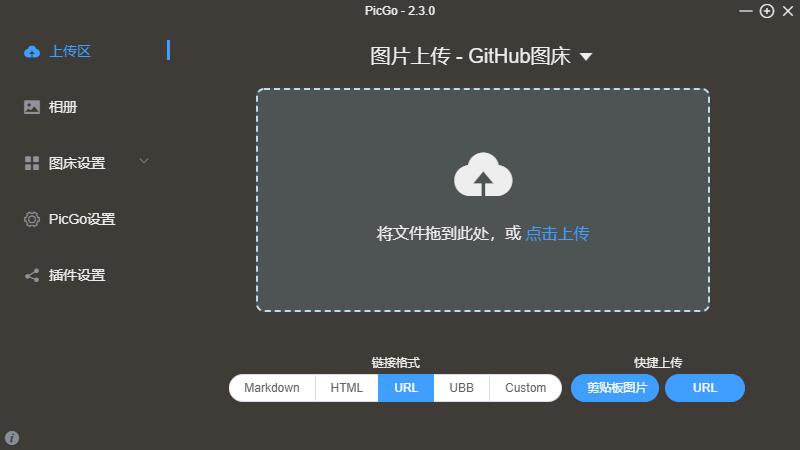 PicGo - 2.3.0
上传区
相册
图床设置
PicGo设置
插件设置
图片上传 - GitHub图床
将文件拖到此处，或 点击上传
链接格式
Markdown HTML URL UBB Custom
快捷上传
剪贴板图片 URL